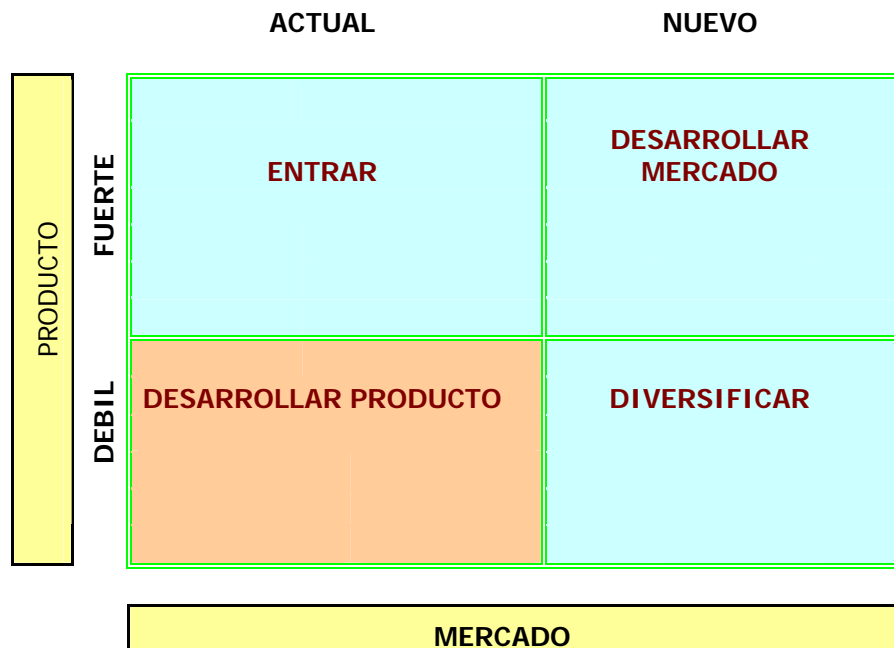 ACTUAL NUEVO
PRODUCTO
FUERTE
ENTRAR
DESARROLLAR
MERCADO
DEBIL
DESARROLLAR PRODUCTO
DIVERSIFICAR
MERCADO